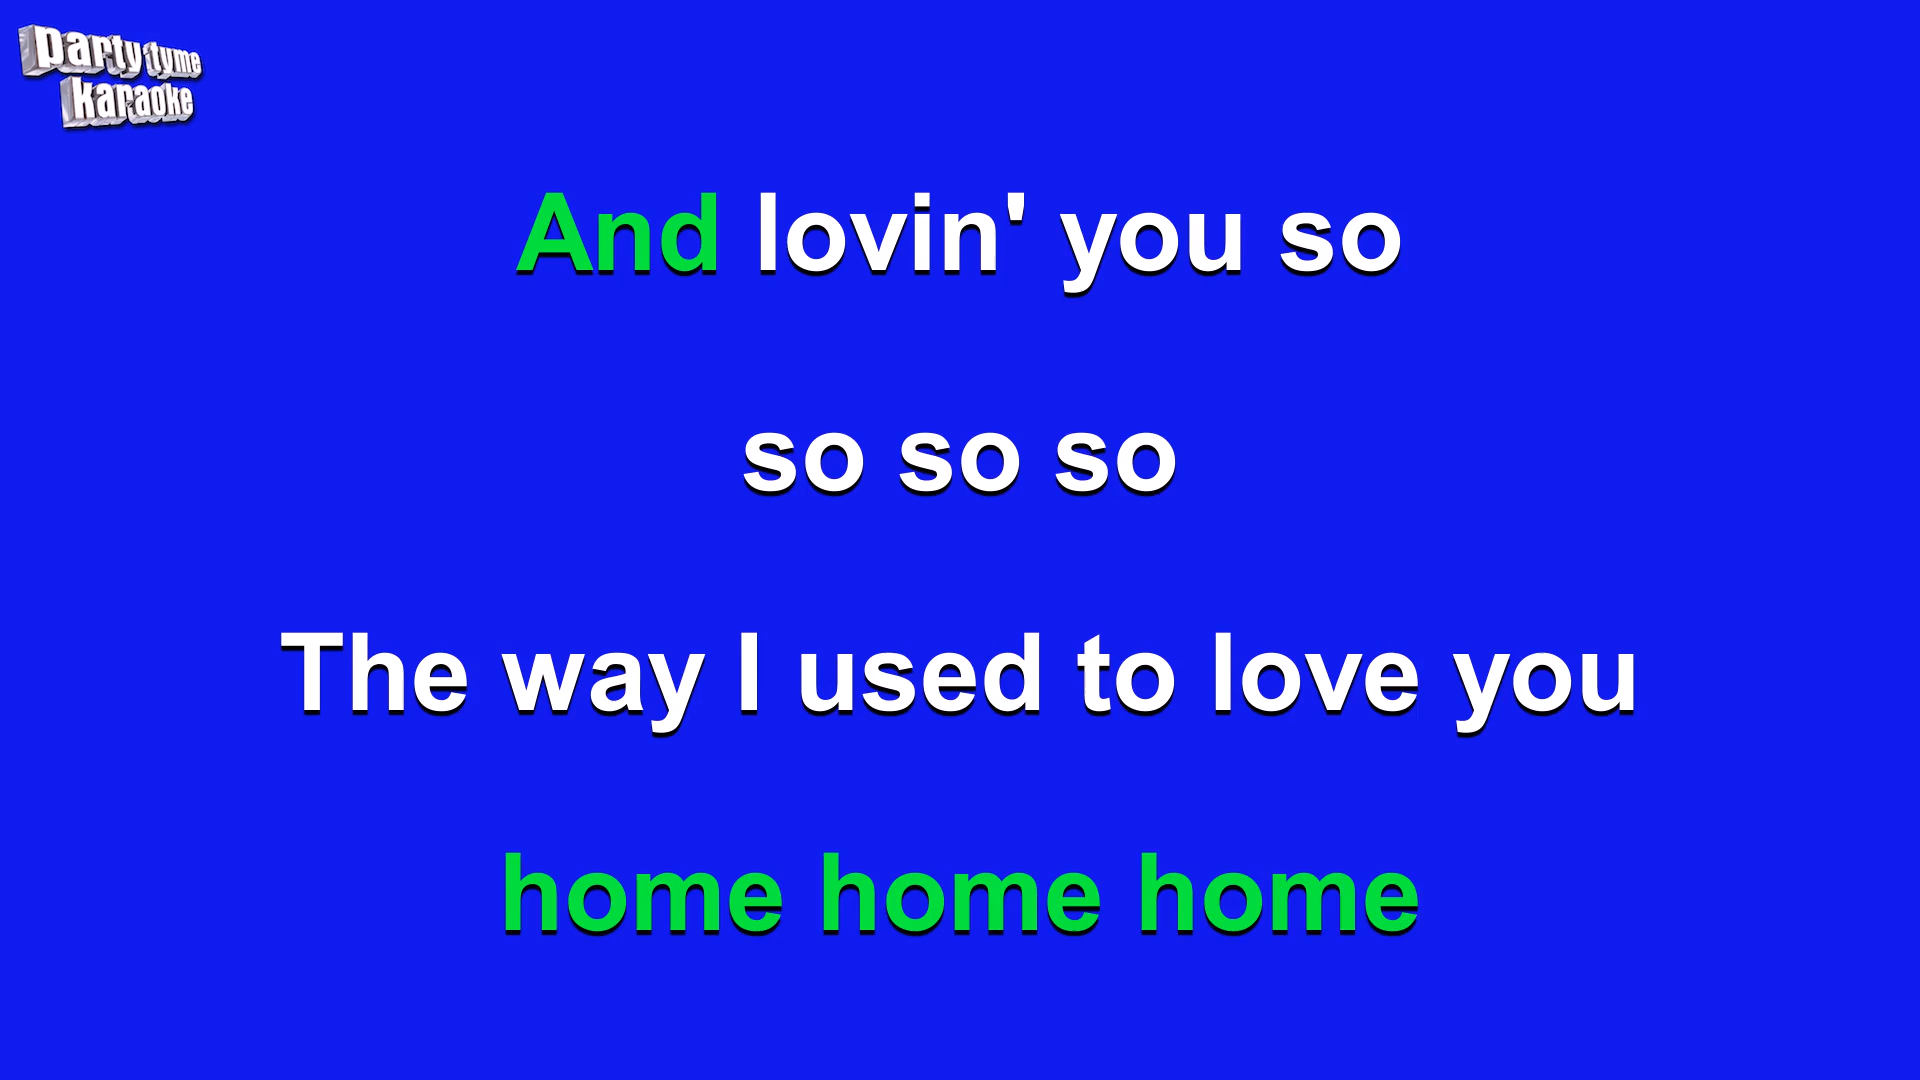 party tyme
karaoke
And lovin' you so
so so so
The way I used to love you
home home home